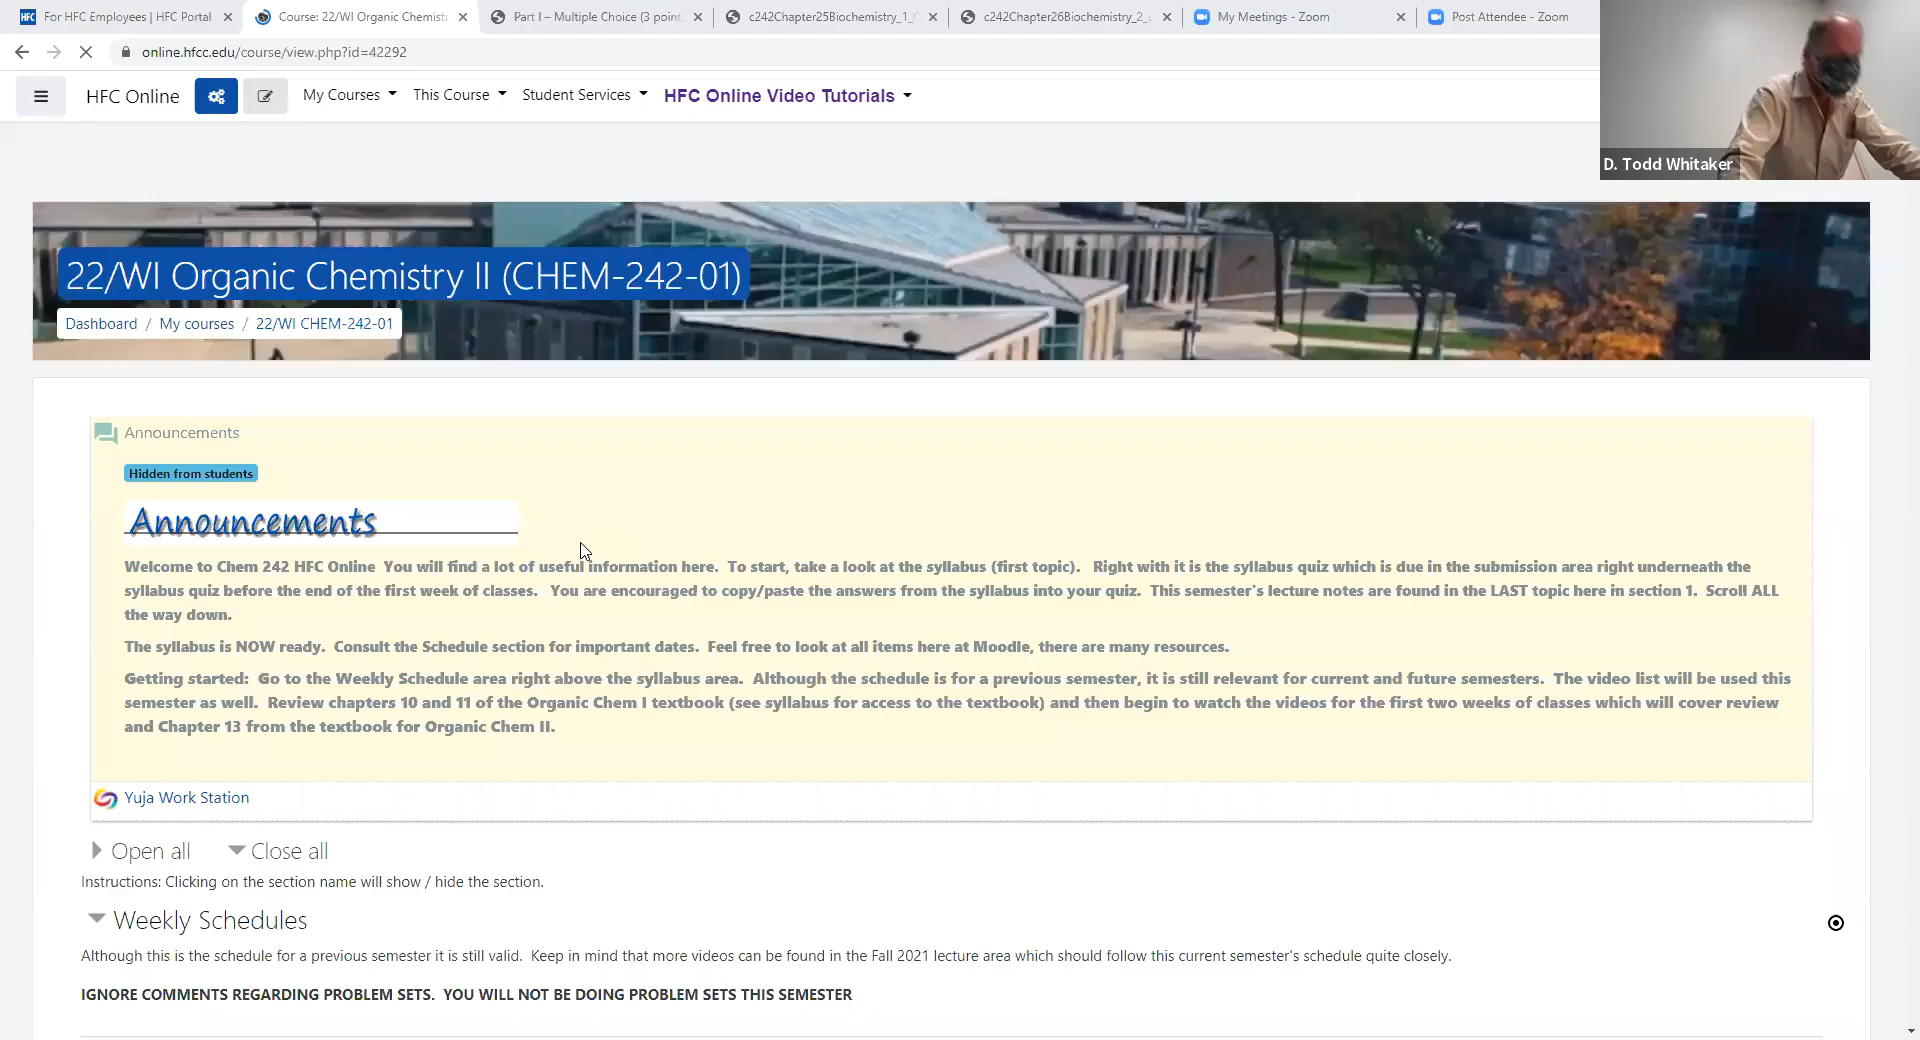 For HFC Employees | HFC Portal
Course: 22/WI Organic Chemist
Part I – Multiple Choice (3 point
c242Chapter25Biochemistry_1_
c242Chapter26Biochemistry_2_
My Meetings - Zoom
Post Attendee - Zoom
online.hfcc.edu/course/view.php?id=42292
HFC Online
My Courses
This Course
Student Services
HFC Online Video Tutorials
D. Todd Whitaker
22/WI Organic Chemistry II (CHEM-242-01)
Dashboard / My courses / 22/WI CHEM-242-01
Announcements
Hidden from students
Announcements
Welcome to Chem 242 HFC Online You will find a lot of useful information here. To start, take a look at the syllabus (first topic). Right with it is the syllabus quiz which is due in the submission area right underneath the
syllabus quiz before the end of the first week of classes. You are encouraged to copy/paste the answers from the syllabus into your quiz. This semester's lecture notes are found in the LAST topic here in section 1. Scroll ALL
the way down.
The syllabus is NOW ready. Consult the Schedule section for important dates. Feel free to look at all items here at Moodle, there are many resources.
Getting started: Go to the Weekly Schedule area right above the syllabus area. Although the schedule is for a previous semester, it is still relevant for current and future semesters. The video list will be used this
semester as well. Review chapters 10 and 11 of the Organic Chem I textbook (see syllabus for access to the textbook) and then begin to watch the videos for the first two weeks of classes which will cover review
and Chapter 13 from the textbook for Organic Chem II.
Yuja Work Station
Open all Close all
Instructions: Clicking on the section name will show / hide the section.
Weekly Schedules
Although this is the schedule for a previous semester it is still valid. Keep in mind that more videos can be found in the Fall 2021 lecture area which should follow this current semester's schedule quite closely.
IGNORE COMMENTS REGARDING PROBLEM SETS. YOU WILL NOT BE DOING PROBLEM SETS THIS SEMESTER